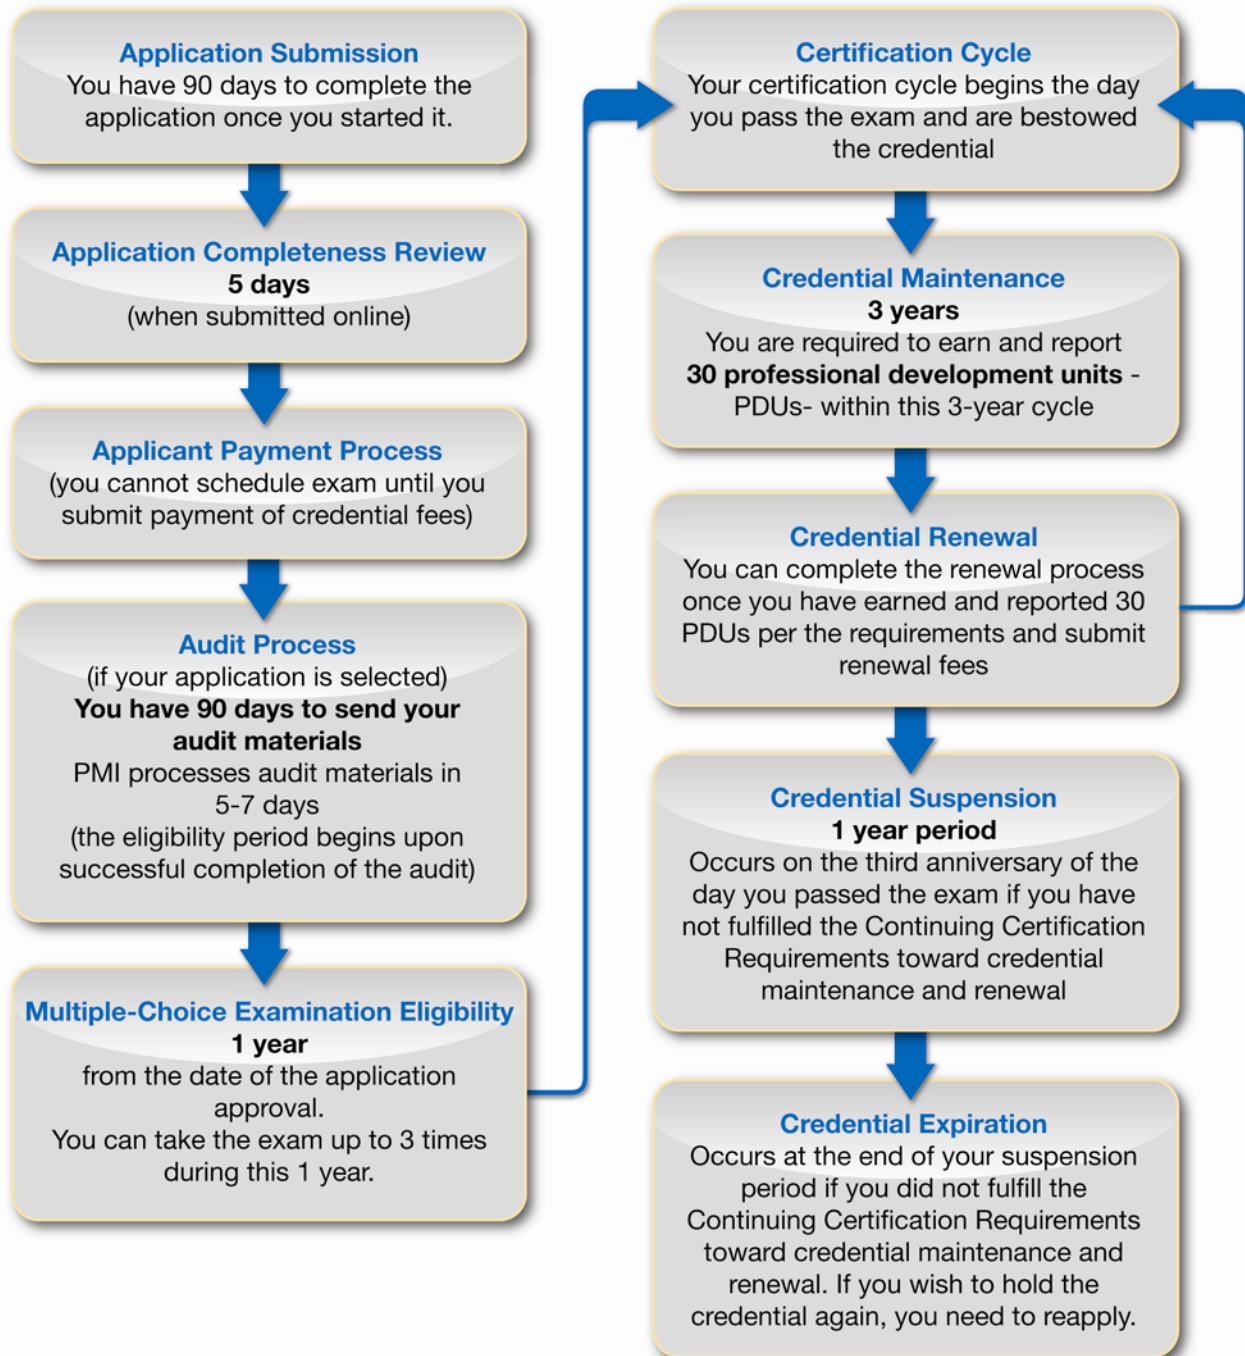 Application Submission
You have 90 days to complete the
application once you started it.
Application Completeness Review
5 days
(when submitted online)
Applicant Payment Process
(you cannot schedule exam until you
submit payment of credential fees)
Audit Process
(if your application is selected)
You have 90 days to send your
audit materials
PMI processes audit materials in
5-7 days
(the eligibility period begins upon
successful completion of the audit)
Multiple-Choice Examination Eligibility
1 year
from the date of the application
approval.
You can take the exam up to 3 times
during this 1 year.
Certification Cycle
Your certification cycle begins the day
you pass the exam and are bestowed
the credential
Credential Maintenance
3 years
You are required to earn and report
30 professional development units -
PDUs- within this 3-year cycle
Credential Renewal
You can complete the renewal process
once you have earned and reported 30
PDUs per the requirements and submit
renewal fees
Credential Suspension
1 year period
Occurs on the third anniversary of the
day you passed the exam if you have
not fulfilled the Continuing Certification
Requirements toward credential
maintenance and renewal
Credential Expiration
Occurs at the end of your suspension
period if you did not fulfill the
Continuing Certification Requirements
toward credential maintenance and
renewal. If you wish to hold the
credential again, you need to reapply.